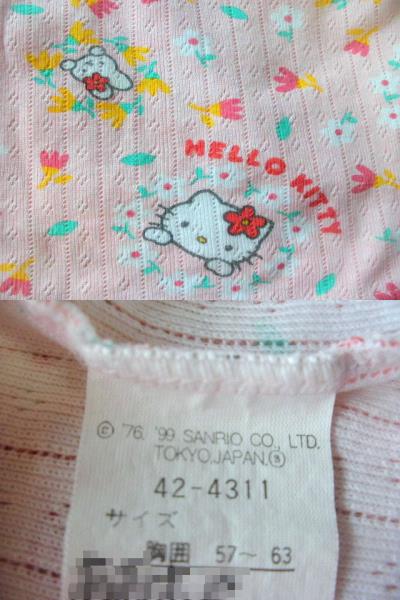 HELLO KITTY
© '76, '99 SANRIO CO., LTD.
TOKYO,JAPAN.ⓐ
42-4311
サイズ
胸囲 57～ 63